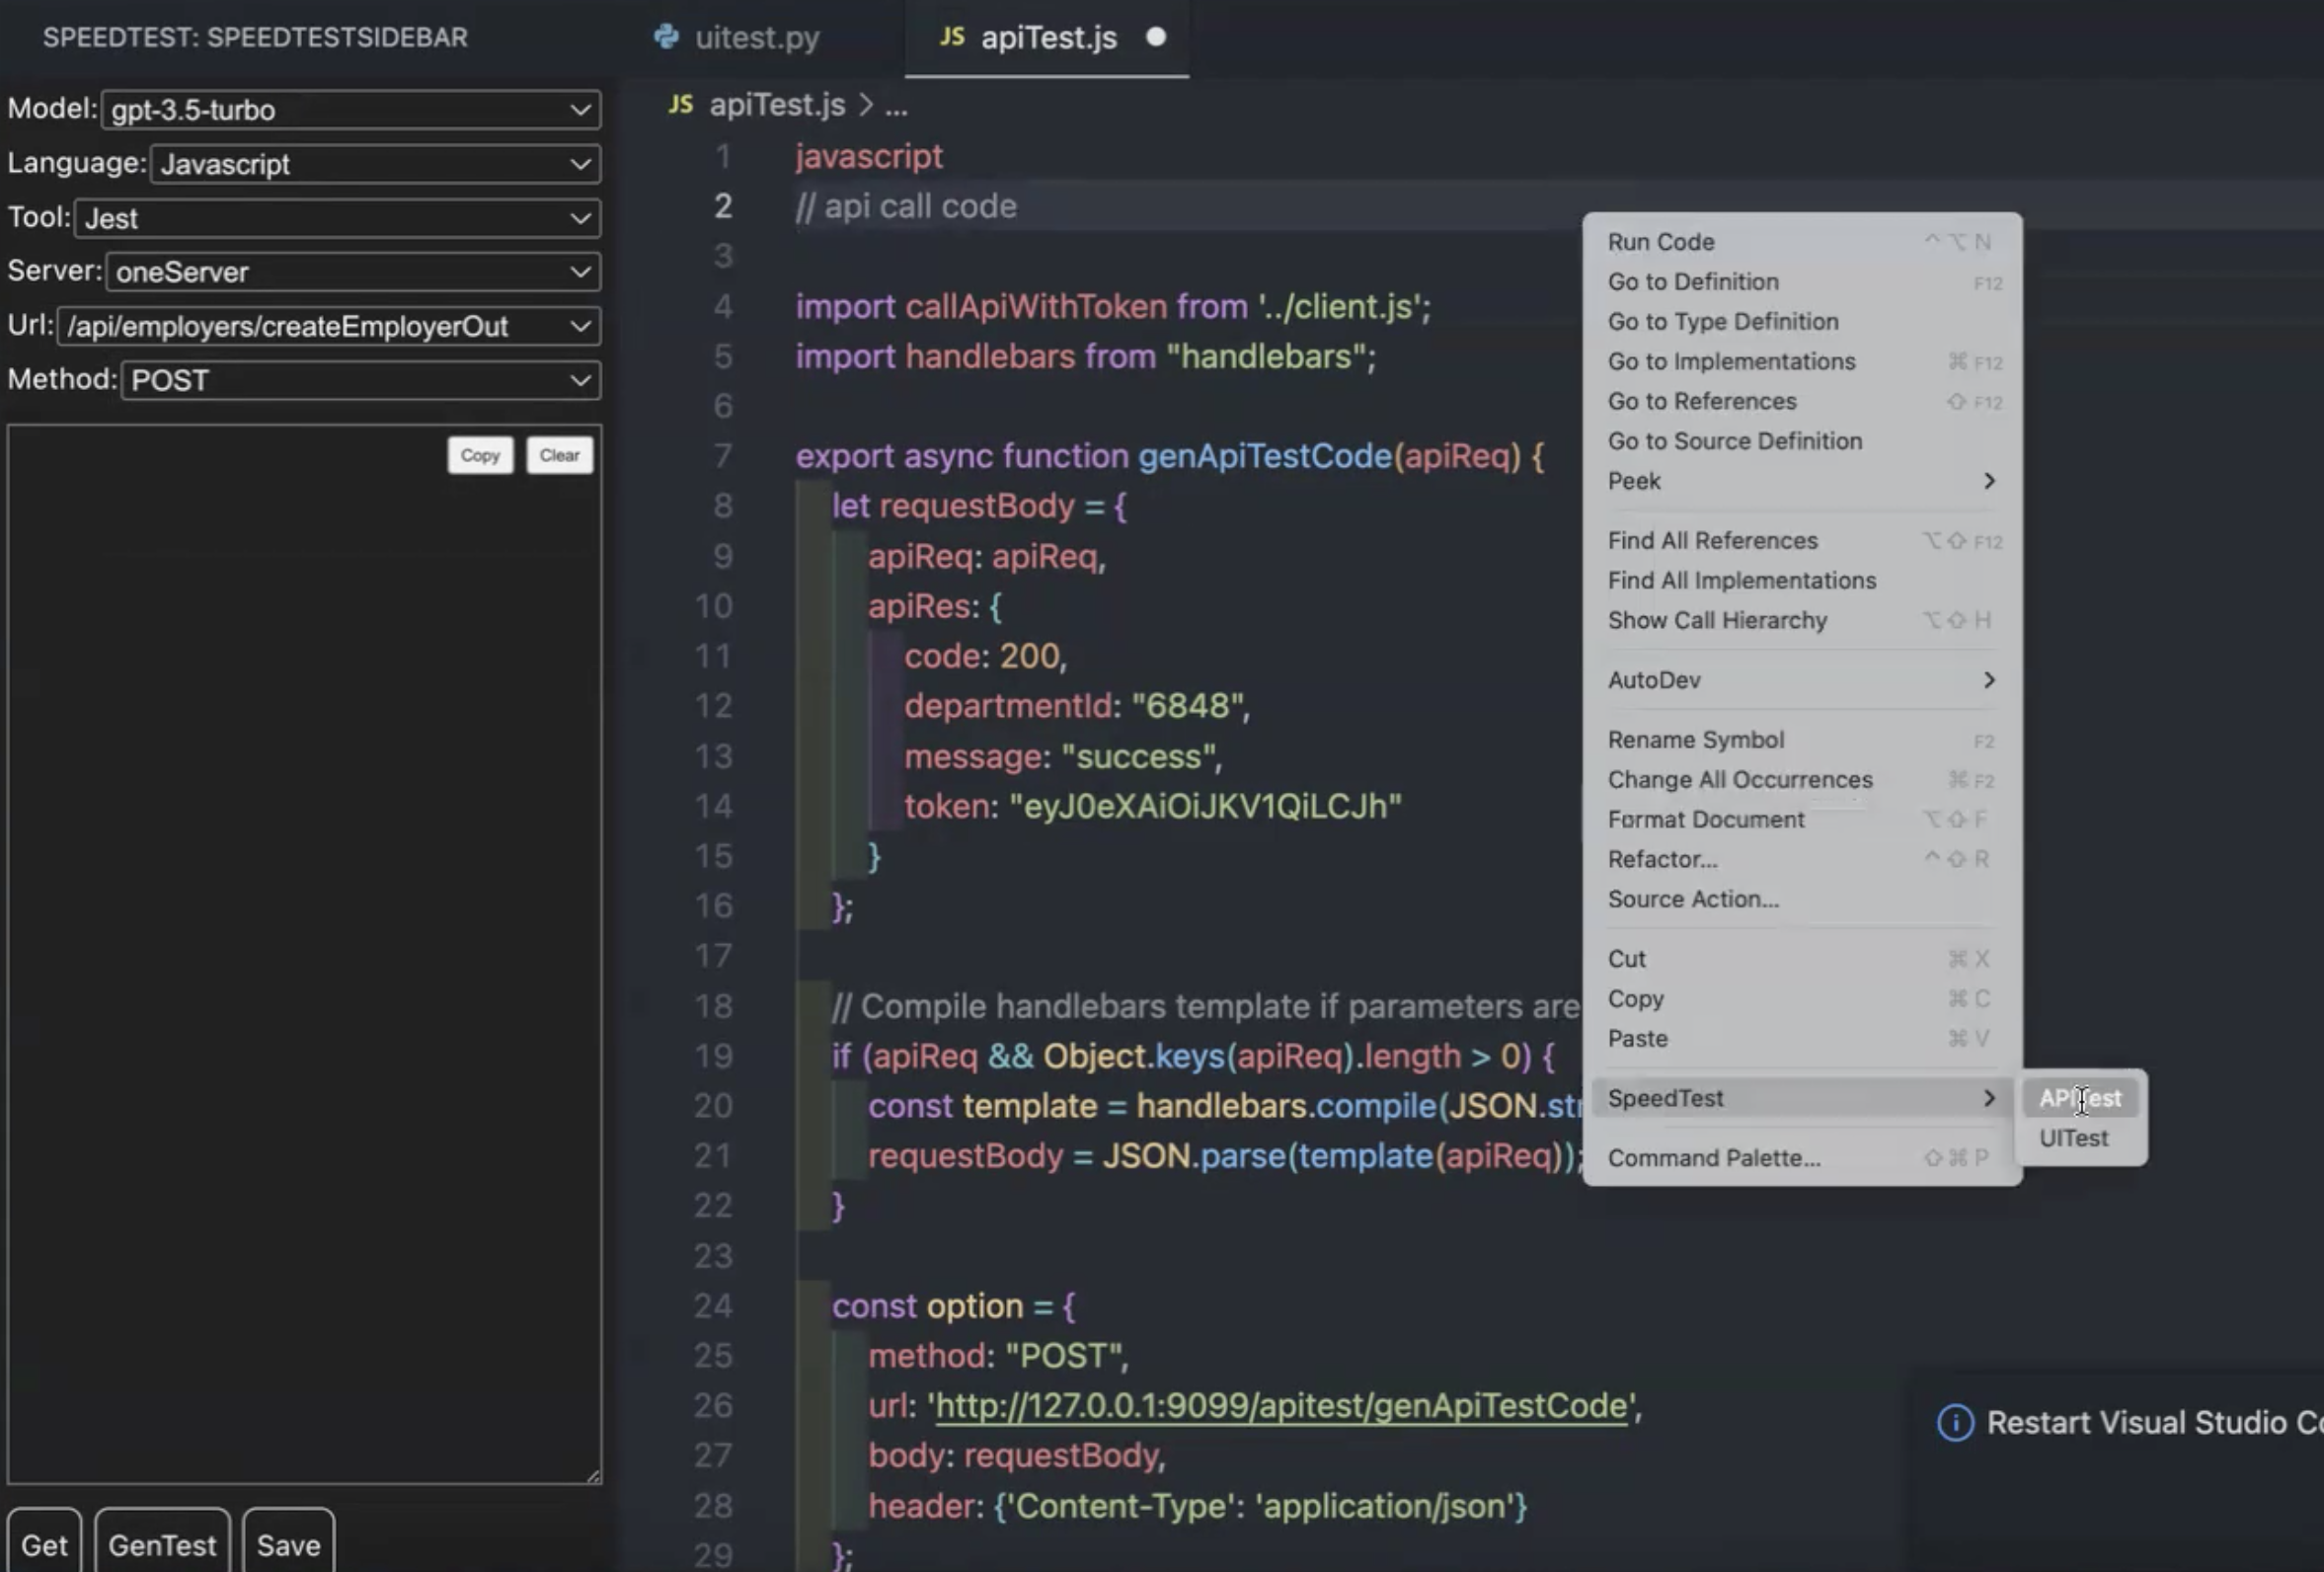 SPEEDTEST: SPEEDTESTSIDEBAR
Model: gpt-3.5-turbo
Language: Javascript
Tool: Jest
Server: oneServer
Url: /api/employers/createEmployerOut
Method: POST
Copy Clear
Get GenTest Save
uitest.py JS apiTest.js
JS apiTest.js > ...
1 javascript
2 // api call code
3
4 import callApiWithToken from '../client.js';
5 import handlebars from "handlebars";
6
7 export async function genApiTestCode(apiReq) {
8 let requestBody = {
9 apiReq: apiReq,
10 apiRes: {
11 code: 200,
12 departmentId: "6848",
13 message: "success",
14 token: "eyJ0eXAiOiJKV1QiLCJh"
15 }
16 };
17
18 // Compile handlebars template if parameters are
19 if (apiReq && Object.keys(apiReq).length > 0) {
20 const template = handlebars.compile(JSON.str
21 requestBody = JSON.parse(template(apiReq));
22 }
23
24 const option = {
25 method: "POST",
26 url: 'http://127.0.0.1:9099/apitest/genApiTestCode',
27 body: requestBody,
28 header: {'Content-Type': 'application/json'}
29 };
Run Code ^⌥N
Go to Definition F12
Go to Type Definition
Go to Implementations ⌘F12
Go to References ⇧F12
Go to Source Definition
Peek >
Find All References ⌥⇧F12
Find All Implementations
Show Call Hierarchy ⌥⇧H
AutoDev >
Rename Symbol F2
Change All Occurrences ⌘F2
Format Document ⌥⇧F
Refactor... ^⇧R
Source Action...
Cut ⌘X
Copy ⌘C
Paste ⌘V
SpeedTest >
Command Palette... ⇧⌘P
APITest
UITest
Restart Visual Studio Co